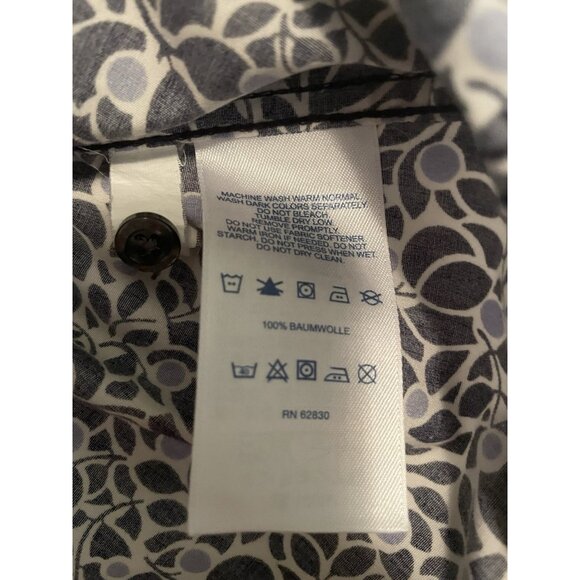 MACHINE WASH WARM NORMAL.
WASH DARK COLORS SEPARATELY.
DO NOT BLEACH.
TUMBLE DRY LOW.
REMOVE PROMPTLY.
DO NOT USE FABRIC SOFTENER.
WARM IRON IF NEEDED. DO NOT
STARCH. DO NOT PRESS WHEN WET.
DO NOT DRY CLEAN.
100% BAUMWOLLE
RN 62830